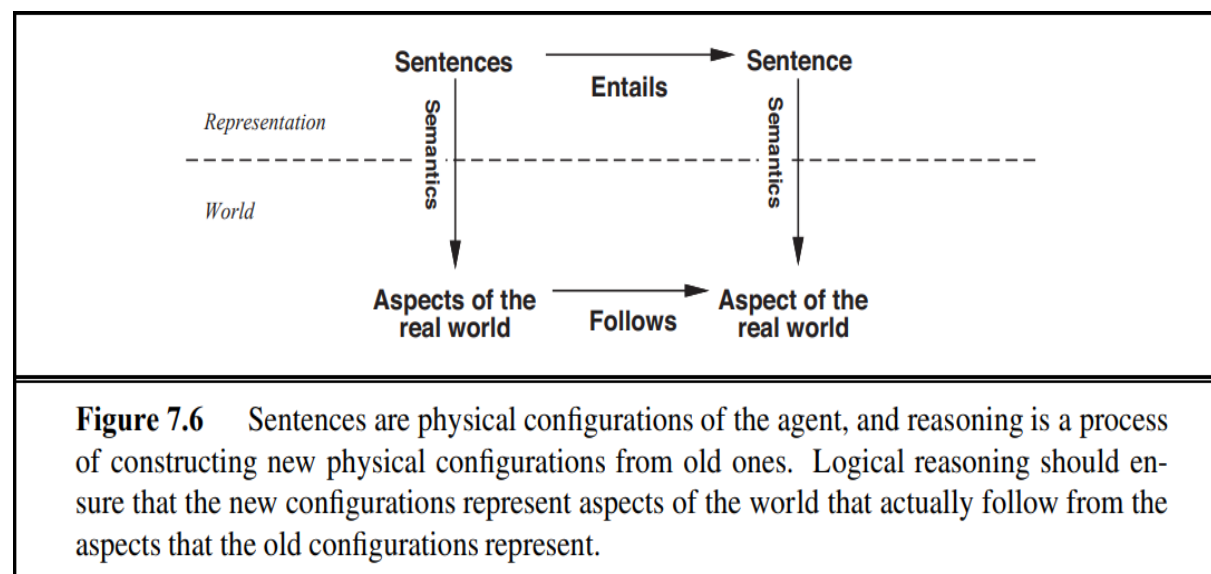 Sentences
Sentence
Entails
Semantics
Semantics
Representation
World
Aspects of the
real world
Follows
Aspect of the
real world
Figure 7.6 Sentences are physical configurations of the agent, and reasoning is a process
of constructing new physical configurations from old ones. Logical reasoning should en-
sure that the new configurations represent aspects of the world that actually follow from the
aspects that the old configurations represent.